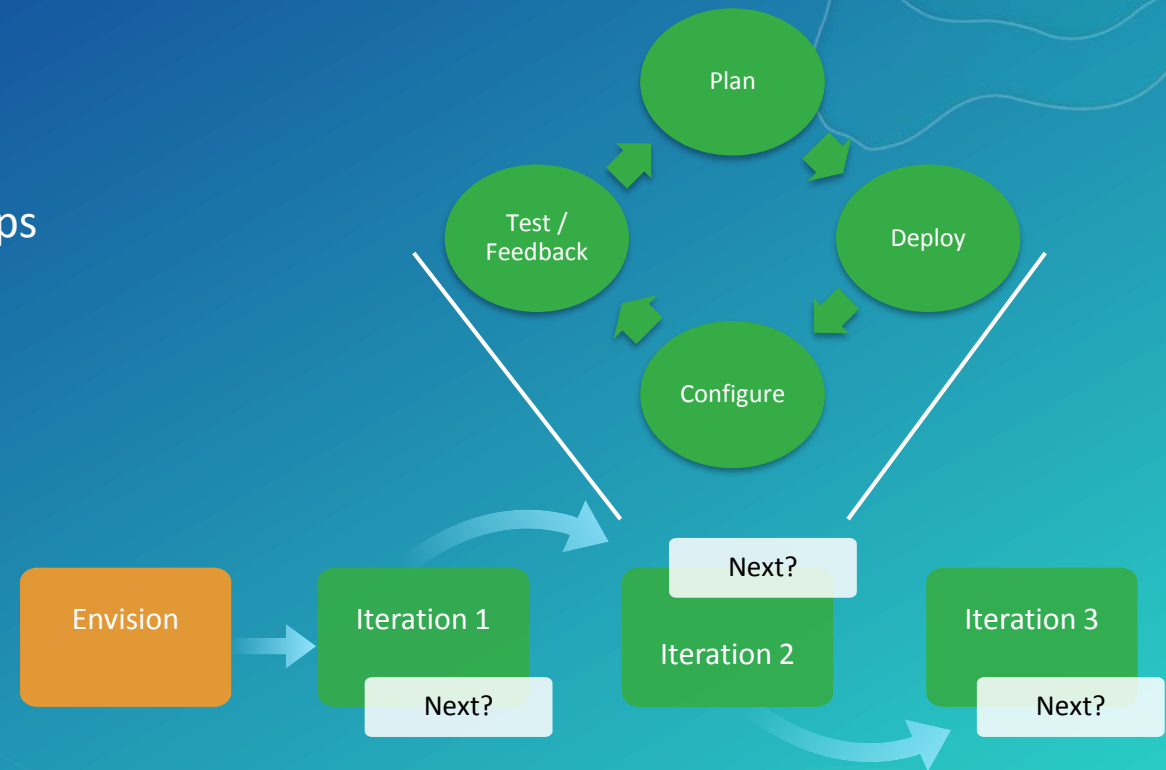 Plan
ps
Test /
Feedback
Deploy
Configure
Next?
Envision
Iteration 1
Iteration 2
Iteration 3
Next?
Next?